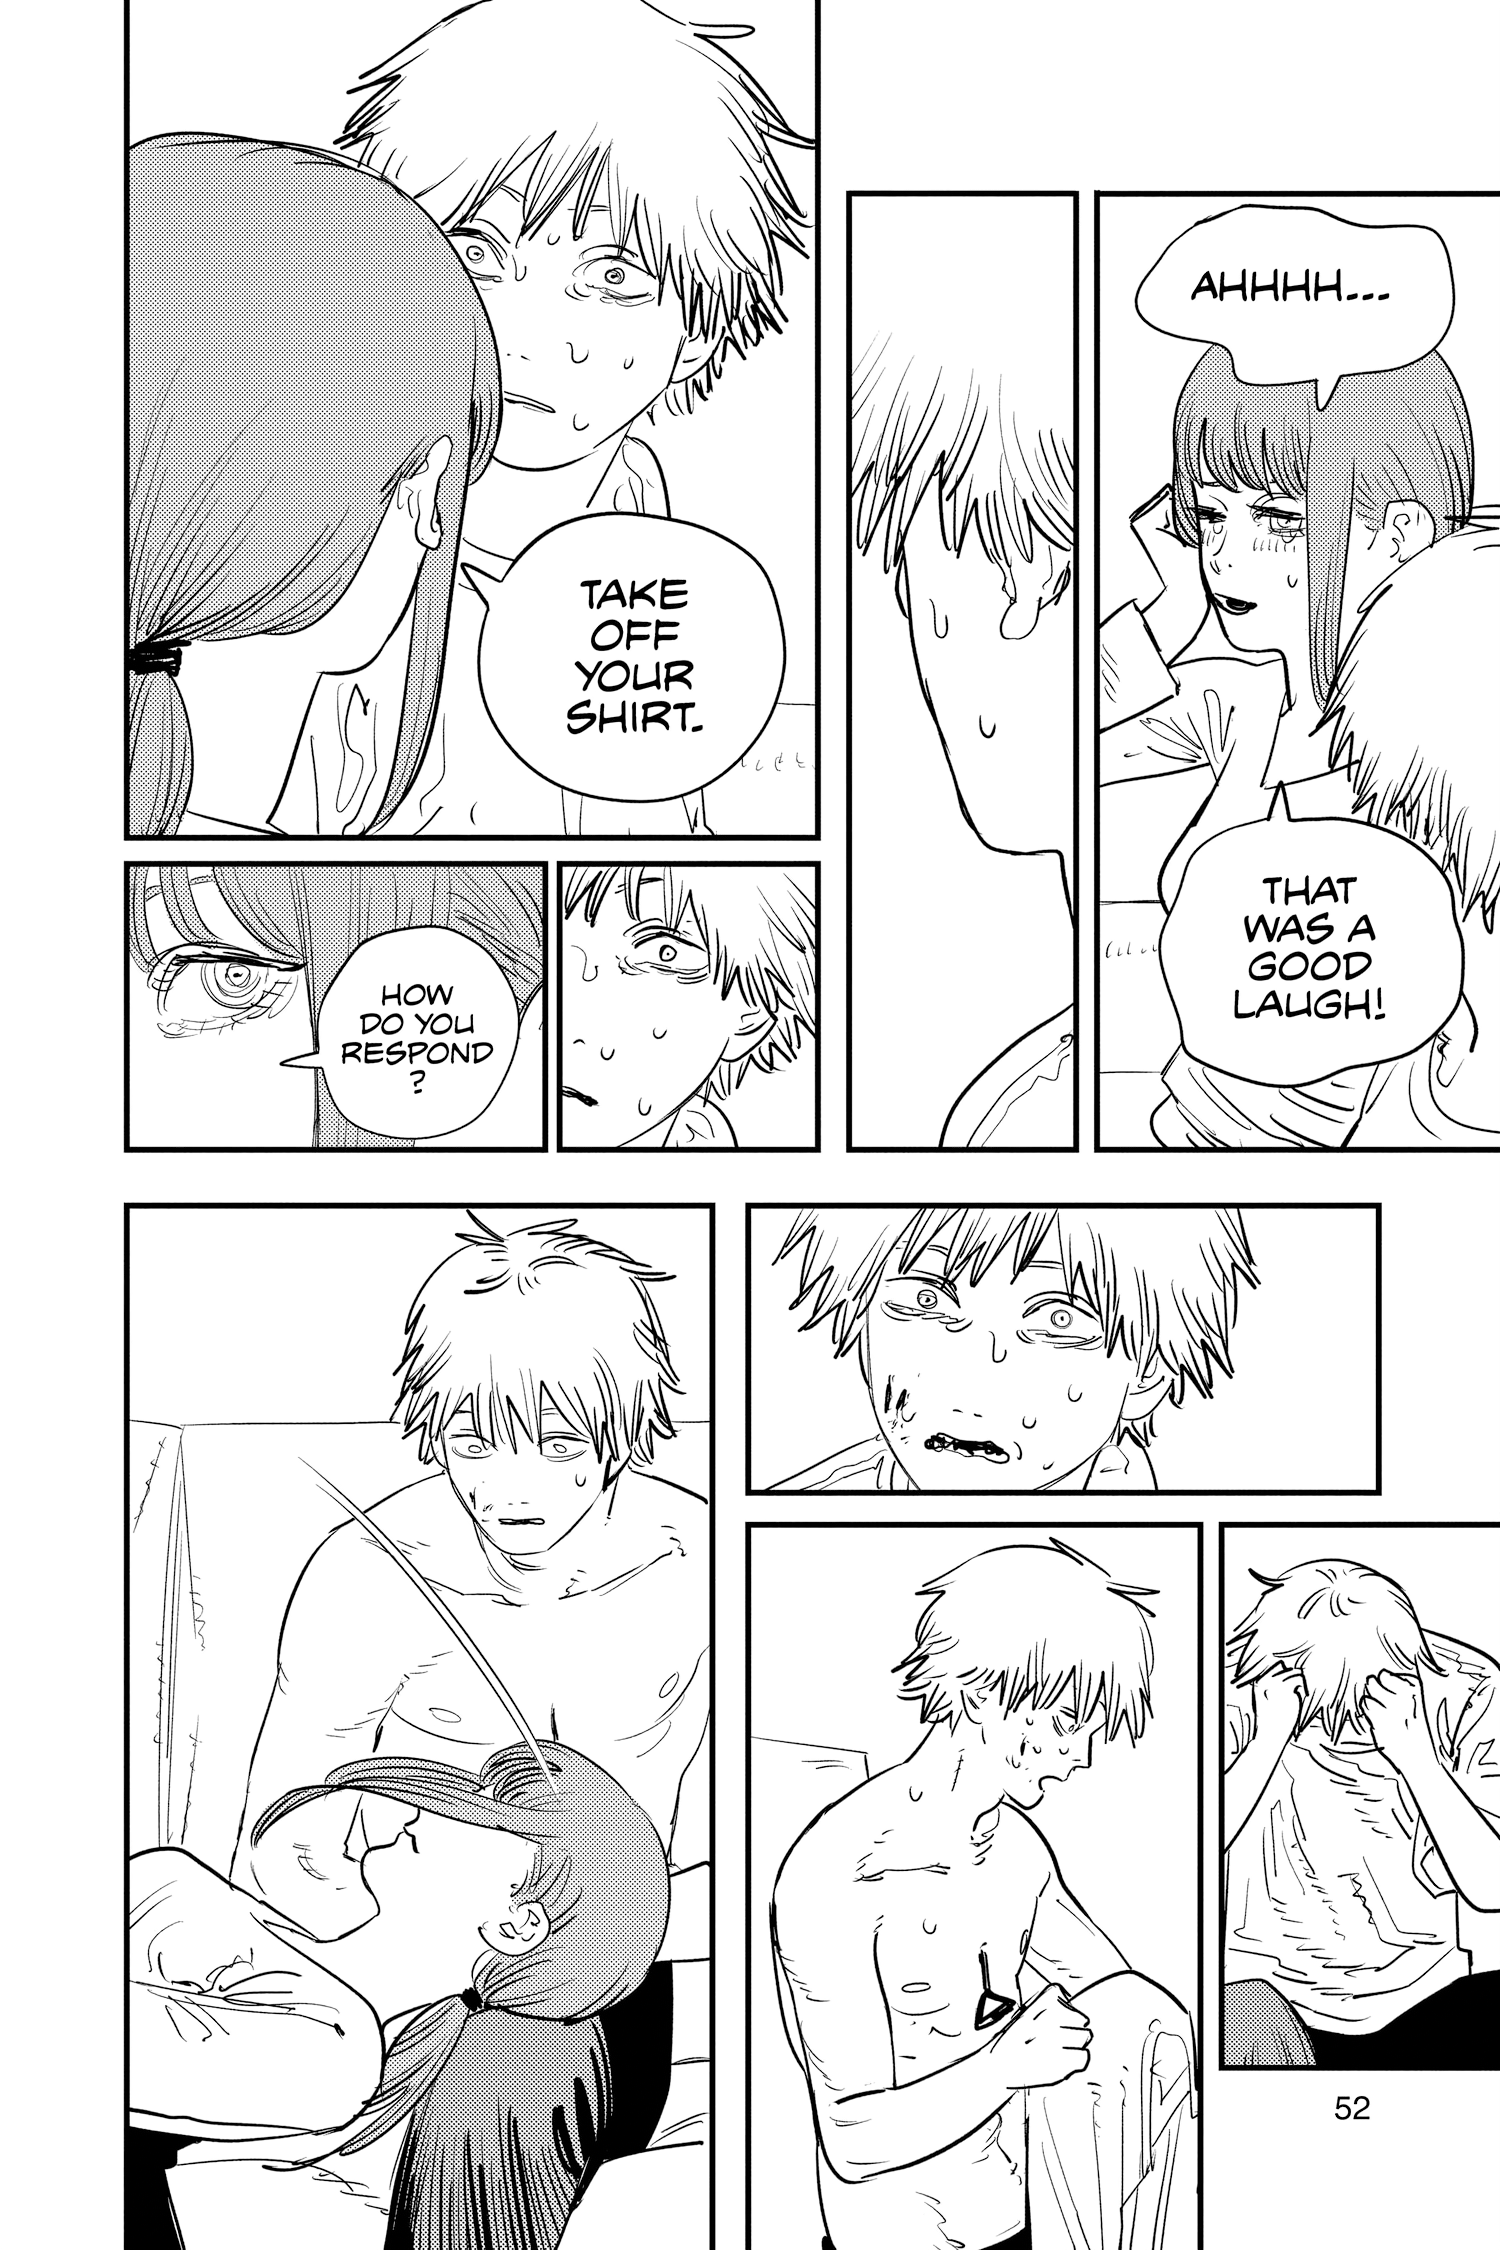 AHHHH...
THAT
WAS A
GOOD
LAUGH!
TAKE
OFF
YOUR
SHIRT.
HOW
DO YOU
RESPOND
?
52